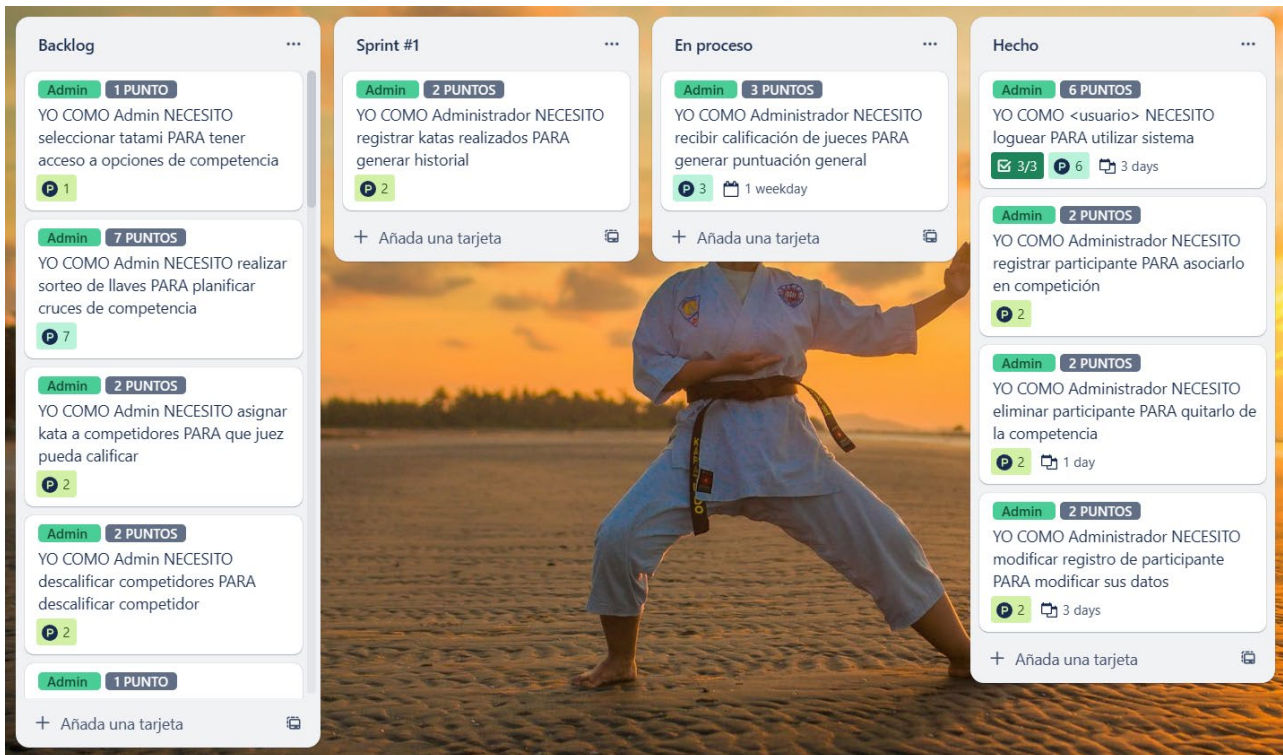 Backlog
Admin 1 PUNTO
YO COMO Admin NECESITO
seleccionar tatami PARA tener
acceso a opciones de competencia
1
Admin 7 PUNTOS
YO COMO Admin NECESITO realizar
sorteo de llaves PARA planificar
cruces de competencia
7
Admin 2 PUNTOS
YO COMO Admin NECESITO asignar
kata a competidores PARA que juez
pueda calificar
2
Admin 2 PUNTOS
YO COMO Admin NECESITO
descalificar competidores PARA
descalificar competidor
2
Admin 1 PUNTO
+ Añada una tarjeta
Sprint #1
Admin 2 PUNTOS
YO COMO Administrador NECESITO
registrar katas realizados PARA
generar historial
2
+ Añada una tarjeta
En proceso
Admin 3 PUNTOS
YO COMO Administrador NECESITO
recibir calificación de jueces PARA
generar puntuación general
3 1 weekday
+ Añada una tarjeta
Hecho
Admin 6 PUNTOS
YO COMO <usuario> NECESITO
loguear PARA utilizar sistema
3/3 6 3 days
Admin 2 PUNTOS
YO COMO Administrador NECESITO
registrar participante PARA asociarlo
en competición
2
Admin 2 PUNTOS
YO COMO Administrador NECESITO
eliminar participante PARA quitarlo de
la competencia
2 1 day
Admin 2 PUNTOS
YO COMO Administrador NECESITO
modificar registro de participante
PARA modificar sus datos
2 3 days
+ Añada una tarjeta